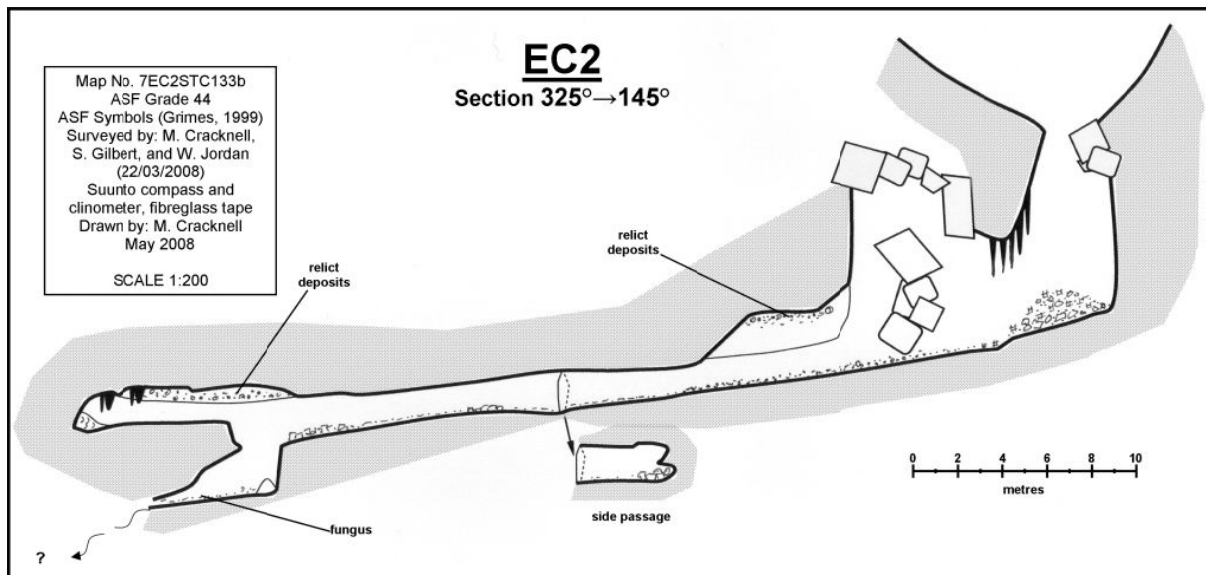 EC2
Section 325°→145°
Map No. 7EC2STC133b
ASF Grade 44
ASF Symbols (Grimes, 1999)
Surveyed by: M. Cracknell,
S. Gilbert, and W. Jordan
(22/03/2008)
Suunto compass and
clinometer, fibreglass tape
Drawn by: M. Cracknell
May 2008
SCALE 1:200
relict
deposits
relict
deposits
0 2 4 6 8 10
metres
side passage
fungus
?